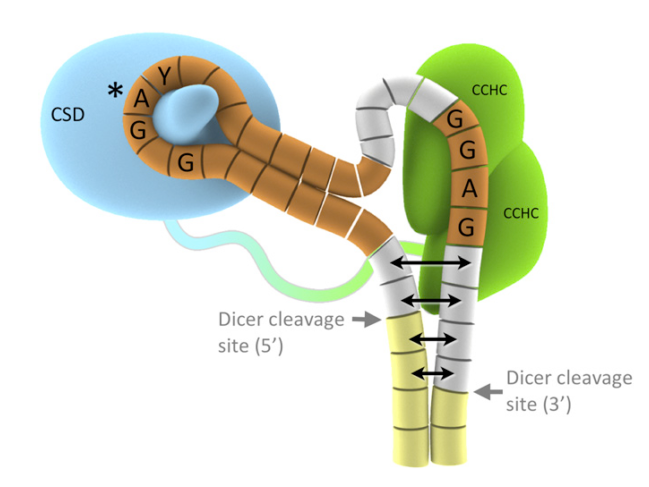 CSD
*
Y
A
G
G
CCHC
G
G
A
G
CCHC
Dicer cleavage
site (5’)
Dicer cleavage
site (3’)